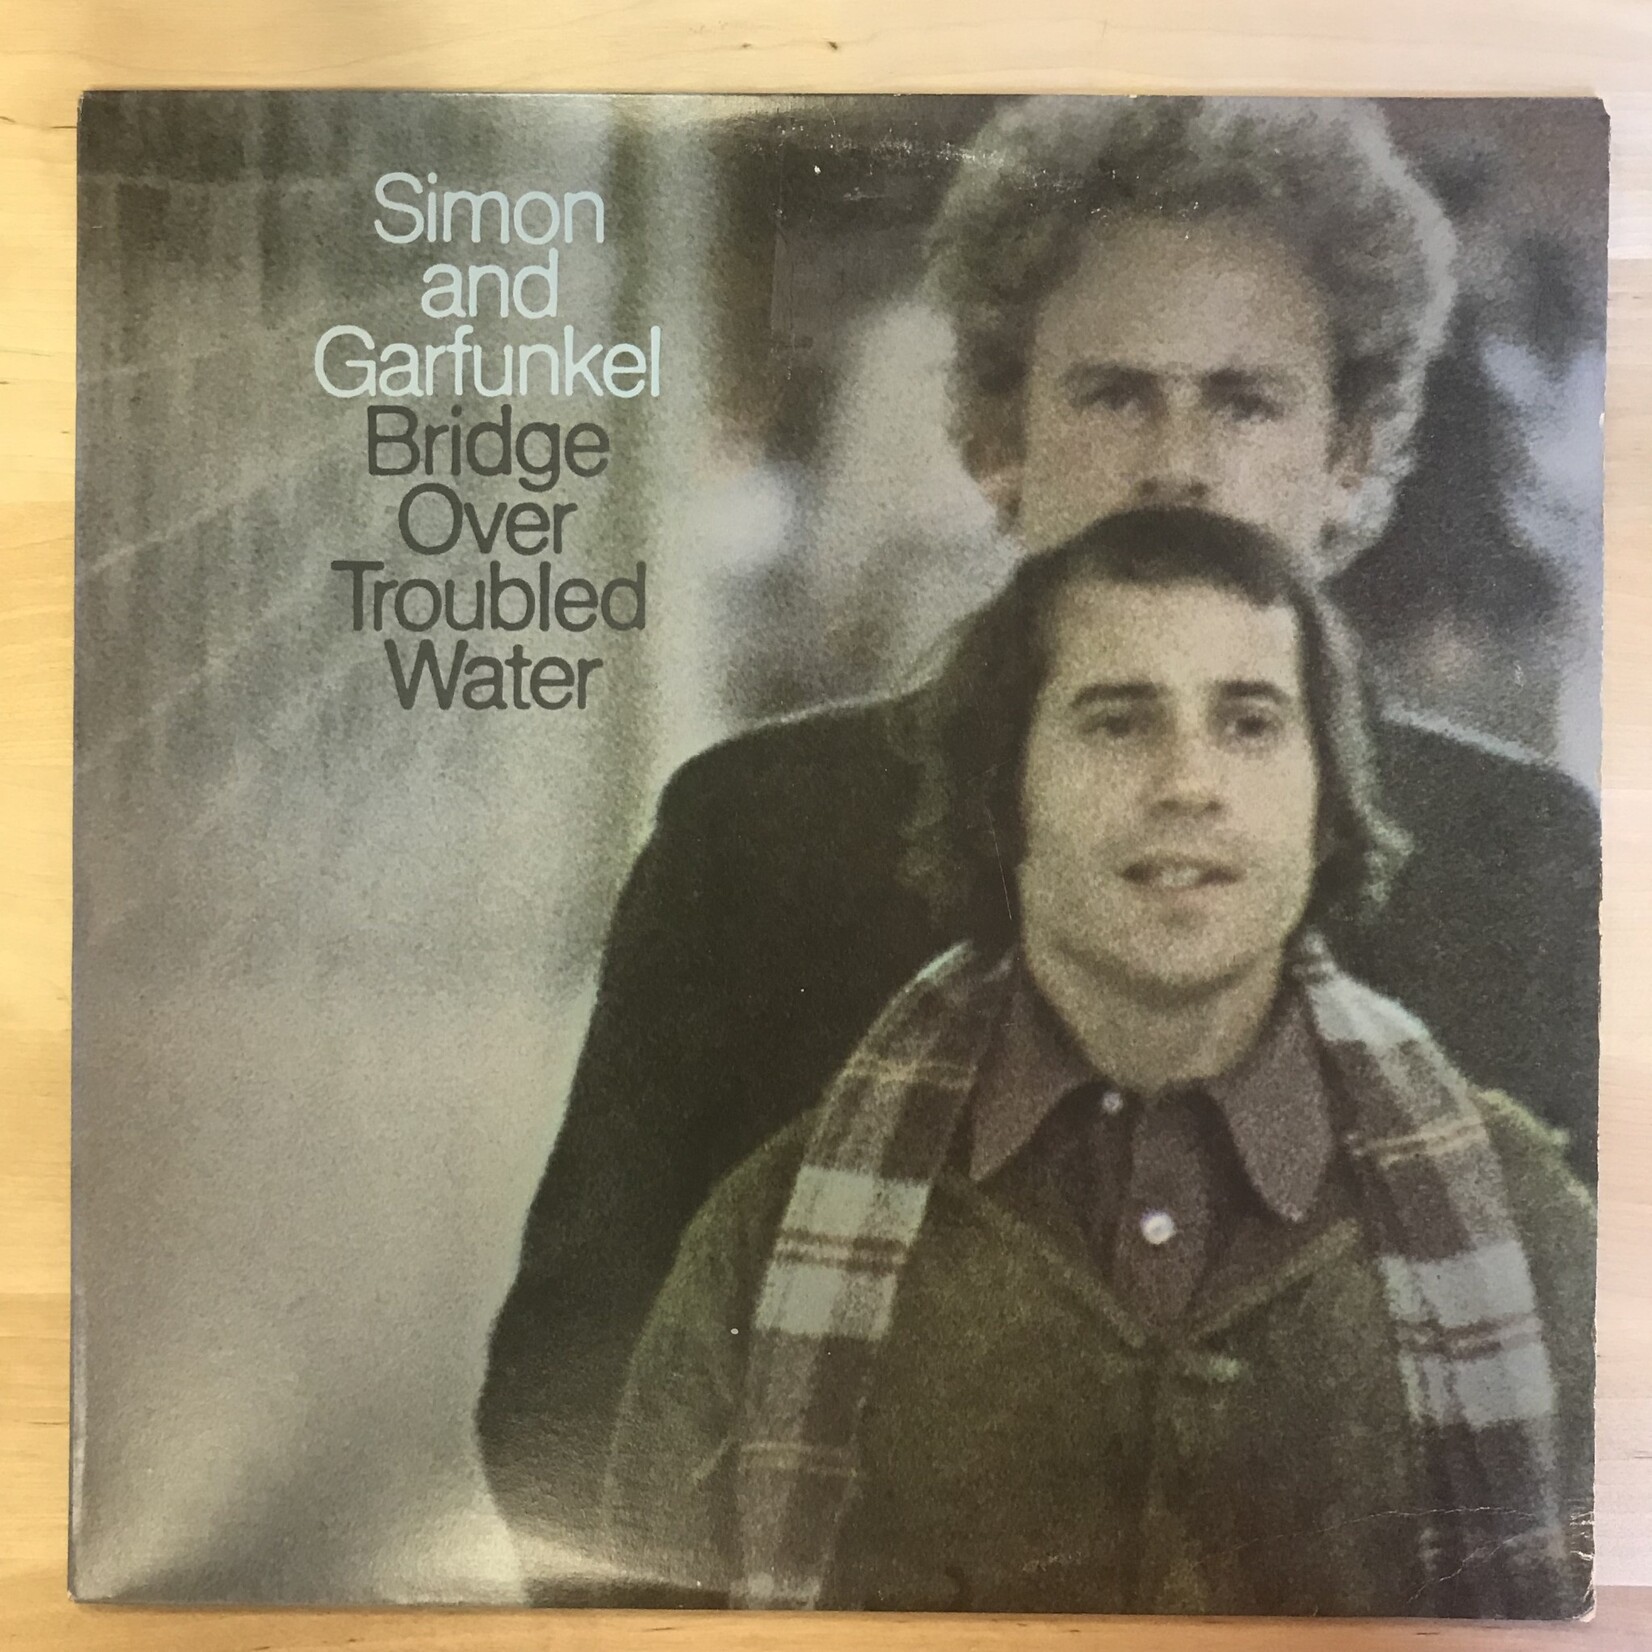 Simon
and
Garfunkel
Bridge
Over
Troubled
Water